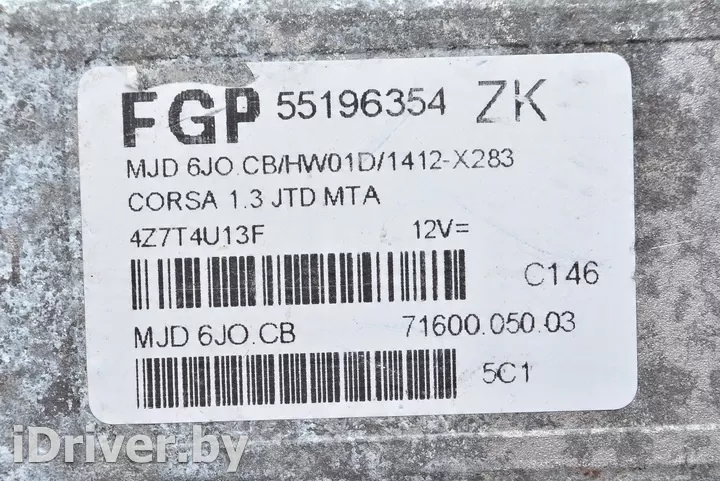 FGP 55196354 ZK
MJD 6JO.CB/HW01D/1412-X283
CORSA 1.3 JTD MTA
4Z7T4U13F 12V=
C146
MJD 6JO.CB 71600.050.03
5C1
iDriver.by